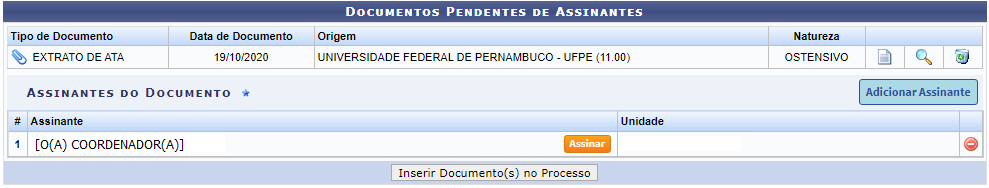 DOCUMENTOS PENDENTES DE ASSINANTES
Tipo de Documento Data de Documento Origem Natureza
EXTRATO DE ATA 19/10/2020 UNIVERSIDADE FEDERAL DE PERNAMBUCO - UFPE (11.00) OSTENSIVO
ASSINANTES DO DOCUMENTO Adicionar Assinante
# Assinante Unidade
1 [O(A) COORDENADOR(A)] Assinar
Inserir Documento(s) no Processo